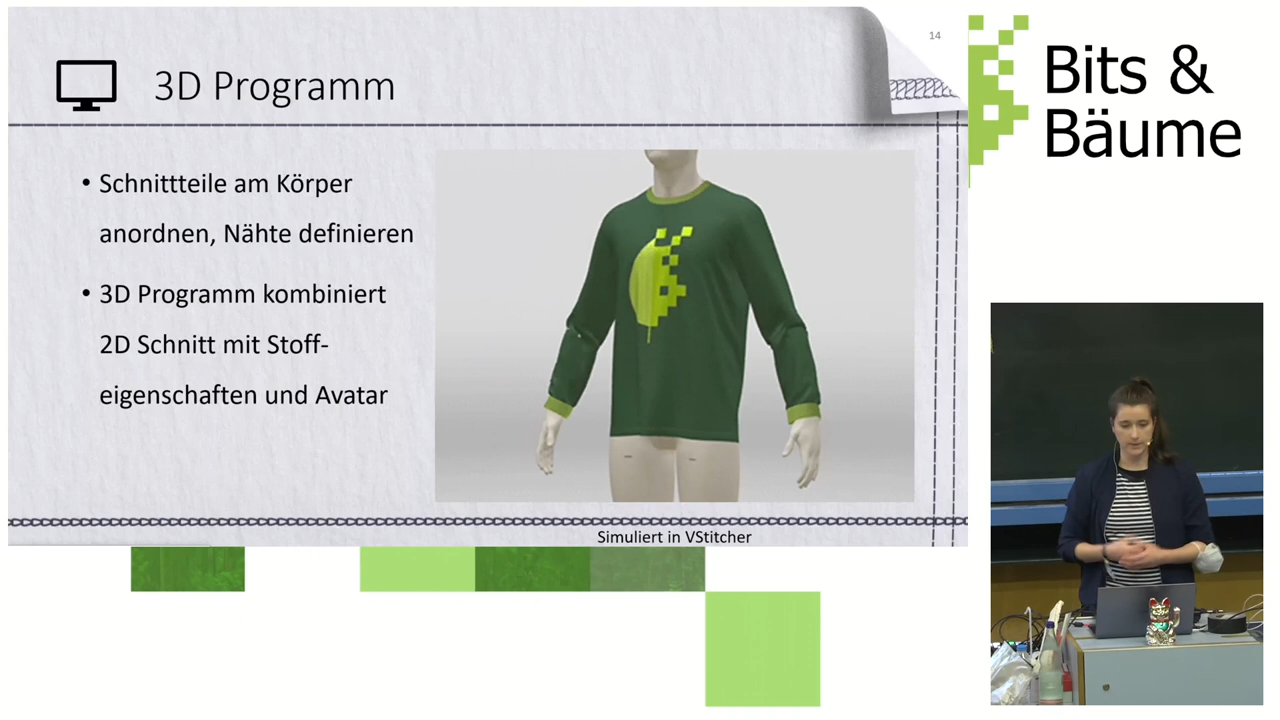 14
3D Programm
Bits &
Bäume
• Schnittteile am Körper
anordnen, Nähte definieren
• 3D Programm kombiniert
2D Schnitt mit Stoff-
eigenschaften und Avatar
Simuliert in VStitcher